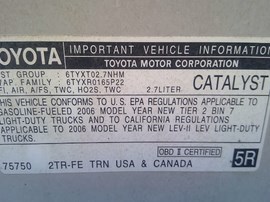 TOYOTA IMPORTANT VEHICLE INFORMATION
TOYOTA MOTOR CORPORATION
ST GROUP : 6TYXT02.7NHM
VAP. FAMILY : 6TYXR0165P22 CATALYST
FI, AIR, A/FS, TWC, HO2S, TWC 2.7LITER
THIS VEHICLE CONFORMS TO U.S. EPA REGULATIONS APPLICABLE TO
GASOLINE-FUELED 2006 MODEL YEAR NEW TIER 2 BIN 7
LIGHT-DUTY TRUCKS AND TO CALIFORNIA REGULATIONS
APPLICABLE TO 2006 MODEL YEAR NEW LEV-II LEV LIGHT-DUTY
TRUCKS.
OBD II CERTIFIED
75750 2TR-FE TRN USA & CANADA 5R